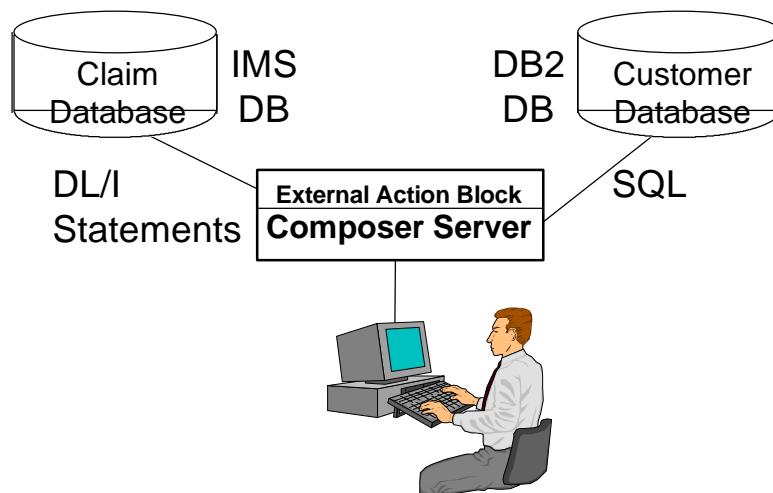 Claim
Database
IMS
DB
DB2
DB
Customer
Database
DL/I
Statements
External Action Block
Composer Server
SQL